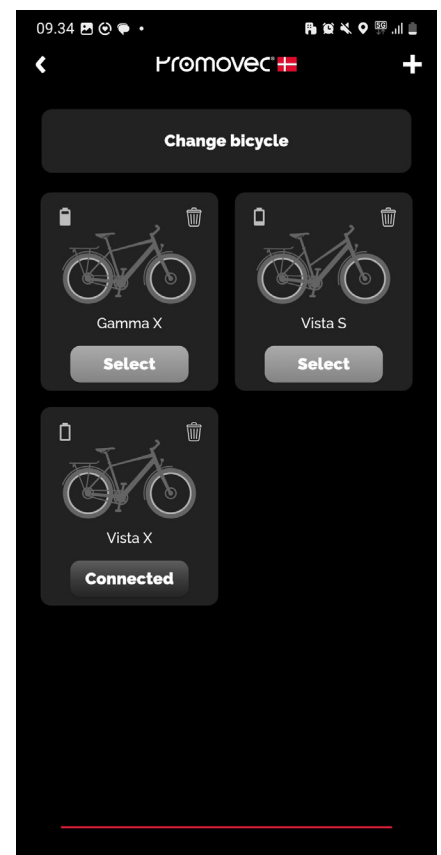 09.34
Promovec
Change bicycle
Gamma X
Vista S
Select
Select
Vista X
Connected